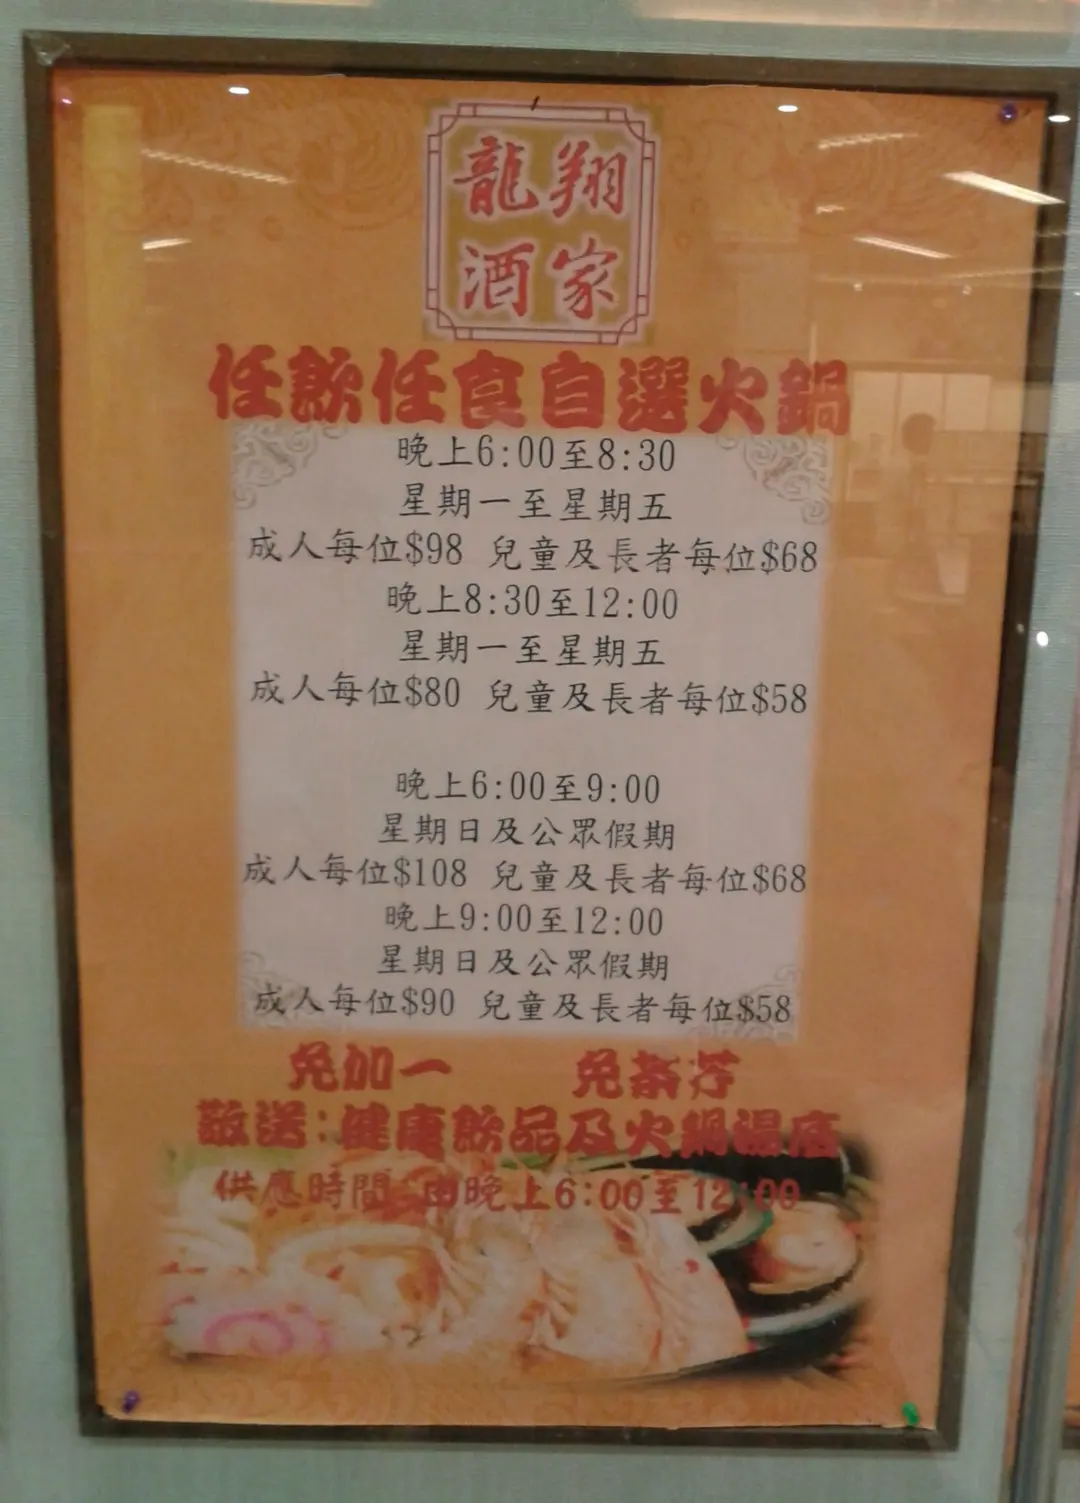 龍翔
酒家
任飲任食自選火鍋
晚上6:00至8:30
星期一至星期五
成人每位$98 兒童及長者每位$68
晚上8:30至12:00
星期一至星期五
成人每位$80 兒童及長者每位$58
晚上6:00至9:00
星期日及公眾假期
成人每位$108 兒童及長者每位$68
晚上9:00至12:00
星期日及公眾假期
成人每位$90 兒童及長者每位$58
免加一 免茶芥
敬送:健康飲品及火鍋湯底
供應時間:由晚上6:00至12:00